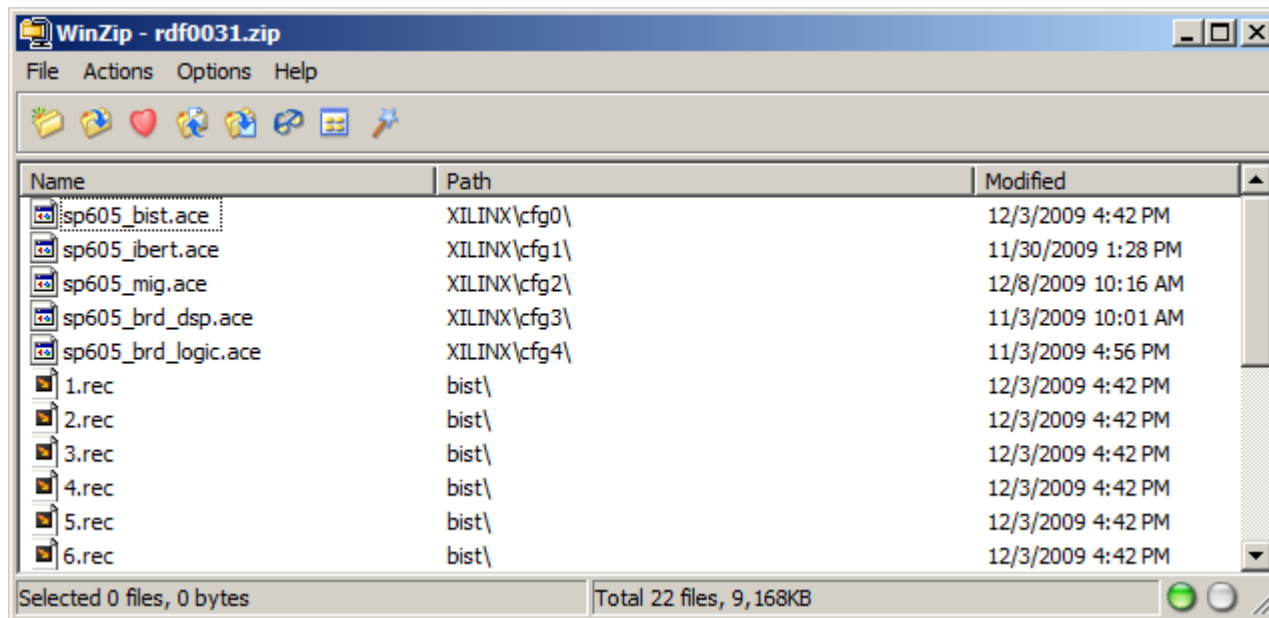 WinZip - rdf0031.zip
File Actions Options Help
Name Path Modified
sp605_bist.ace XILINX\cfg0\ 12/3/2009 4:42 PM
sp605_ibert.ace XILINX\cfg1\ 11/30/2009 1:28 PM
sp605_mig.ace XILINX\cfg2\ 12/8/2009 10:16 AM
sp605_brd_dsp.ace XILINX\cfg3\ 11/3/2009 10:01 AM
sp605_brd_logic.ace XILINX\cfg4\ 11/3/2009 4:56 PM
1.rec bist\ 12/3/2009 4:42 PM
2.rec bist\ 12/3/2009 4:42 PM
3.rec bist\ 12/3/2009 4:42 PM
4.rec bist\ 12/3/2009 4:42 PM
5.rec bist\ 12/3/2009 4:42 PM
6.rec bist\ 12/3/2009 4:42 PM
Selected 0 files, 0 bytes Total 22 files, 9,168KB